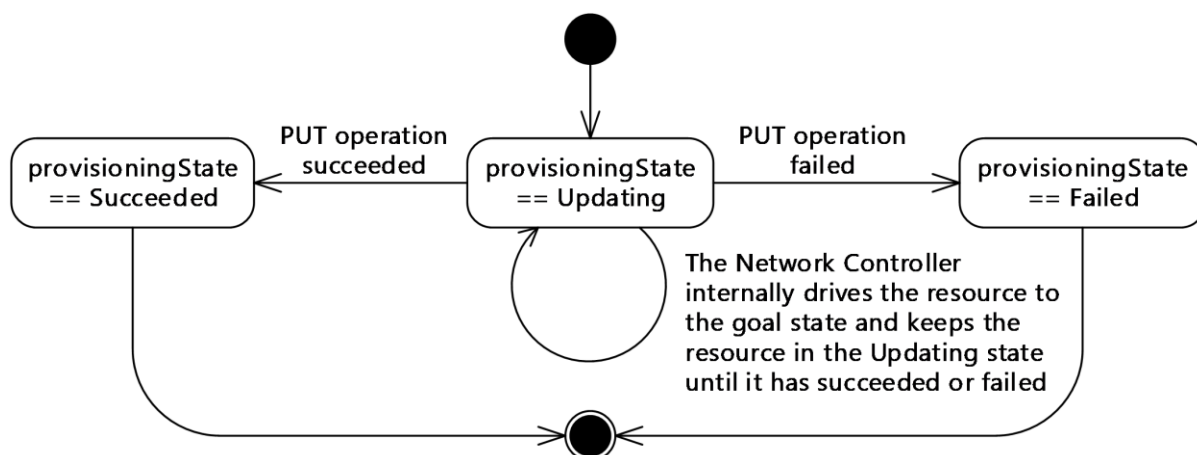 PUT operation
succeeded
PUT operation
failed
provisioningState
== Succeeded
provisioningState
== Updating
provisioningState
== Failed
The Network Controller
internally drives the resource to
the goal state and keeps the
resource in the Updating state
until it has succeeded or failed